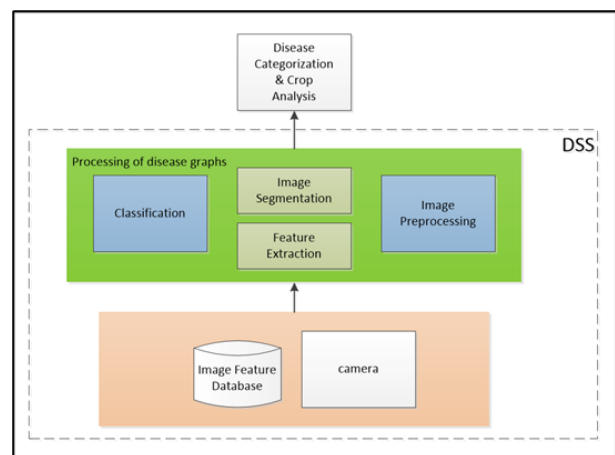 Disease
Categorization
& Crop
Analysis
DSS
Processing of disease graphs
Classification
Image
Segmentation
Feature
Extraction
Image
Preprocessing
Image Feature
Database
camera